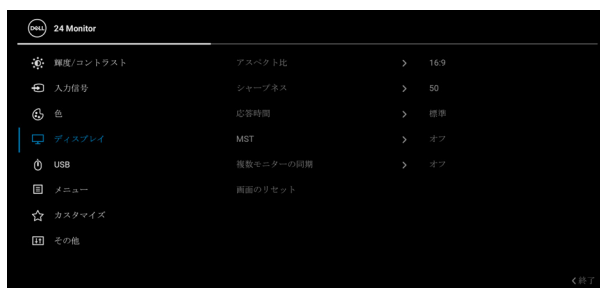 DELL 24 Monitor
輝度/コントラスト アスペクト比 16:9
入力信号 シャープネス 50
色 応答時間 標準
ディスプレイ MST オフ
USB 複数モニターの同期 オフ
メニュー 画面のリセット
カスタマイズ
その他
終了